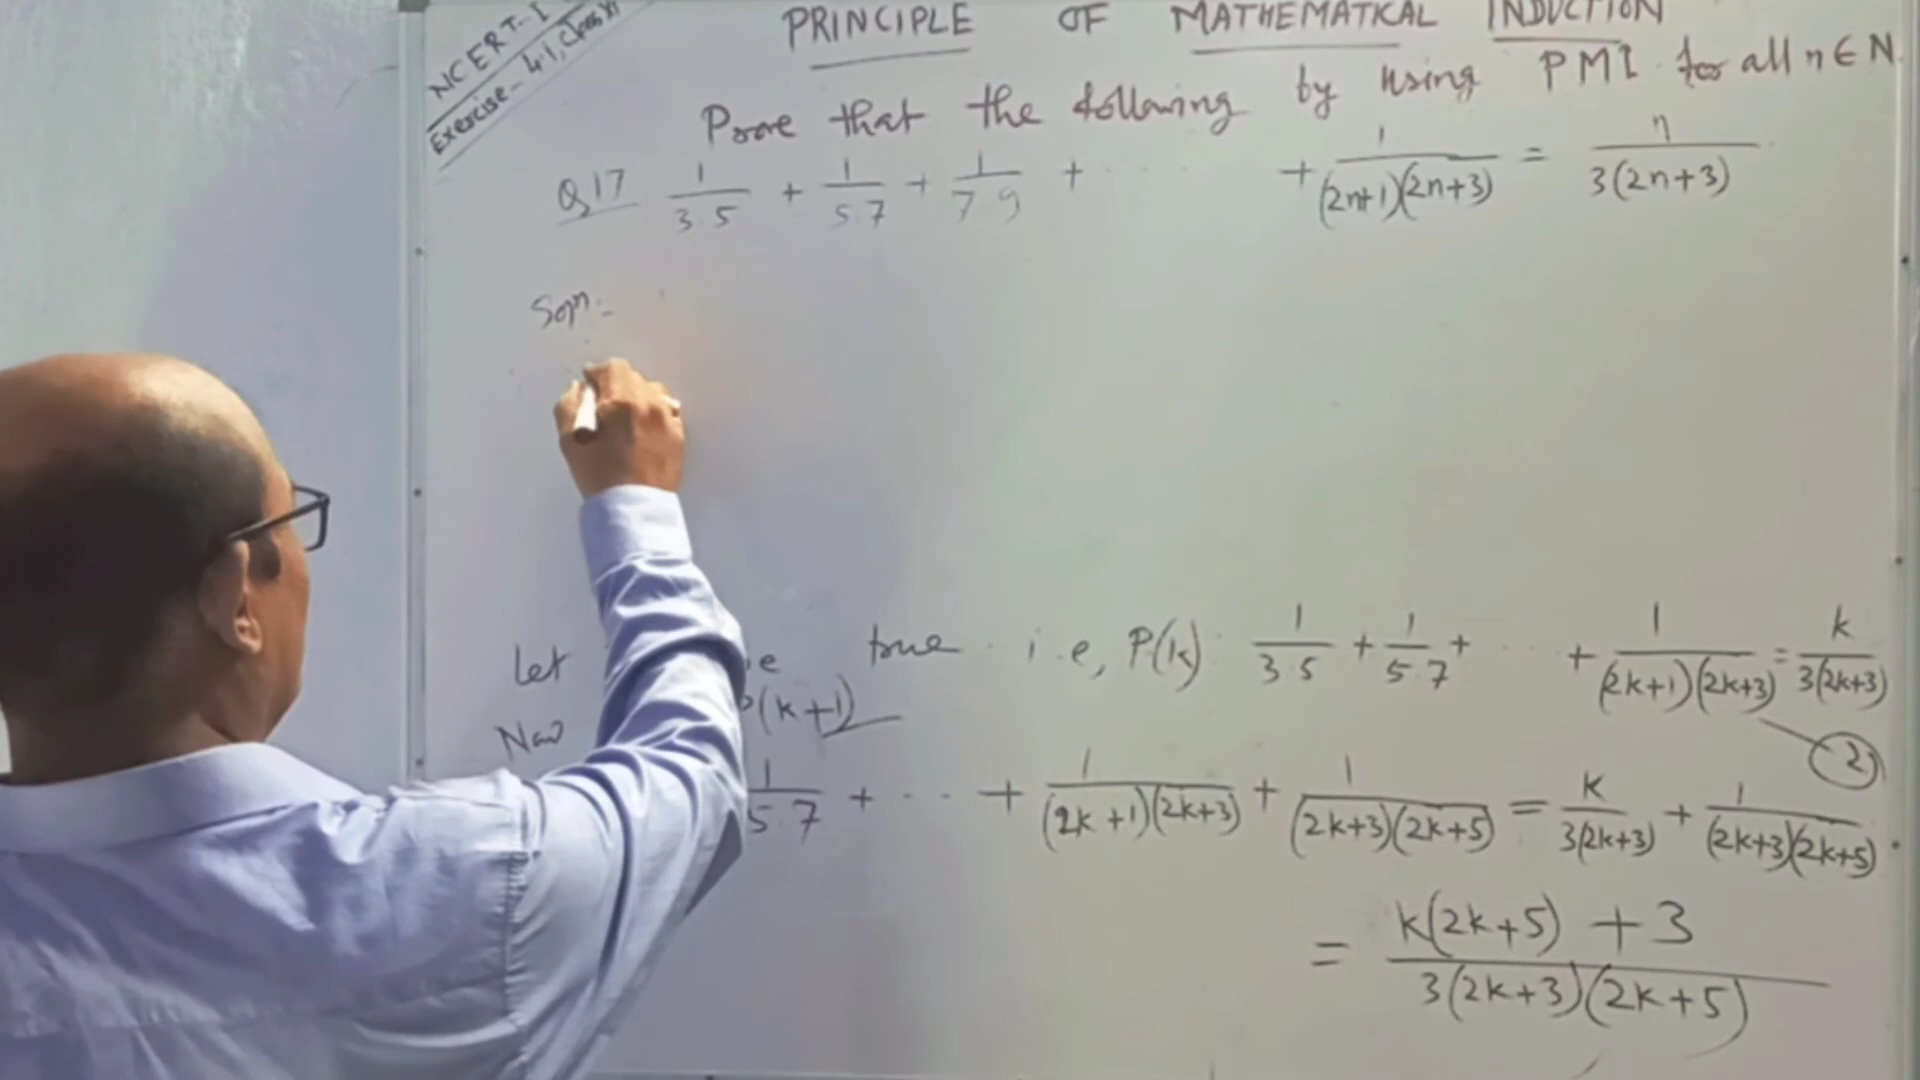 NCERT-I
Exercise-4.1, Class XI
PRINCIPLE OF MATHEMATICAL INDUCTION
Prove that the following by using PMI for all n ∈ N
Q17 1/(3.5) + 1/(5.7) + 1/(7.9) + ...... + 1/((2n+1)(2n+3)) = n/(3(2n+3))
Soln:-
Let true i.e, P(k): 1/(3.5) + 1/(5.7) + ... + 1/((2k+1)(2k+3)) = k/(3(2k+3))
2
Now P(k+1)
1/(5.7) + ... + 1/((2k+1)(2k+3)) + 1/((2k+3)(2k+5)) = k/(3(2k+3)) + 1/((2k+3)(2k+5))
= (k(2k+5) + 3)/(3(2k+3)(2k+5))